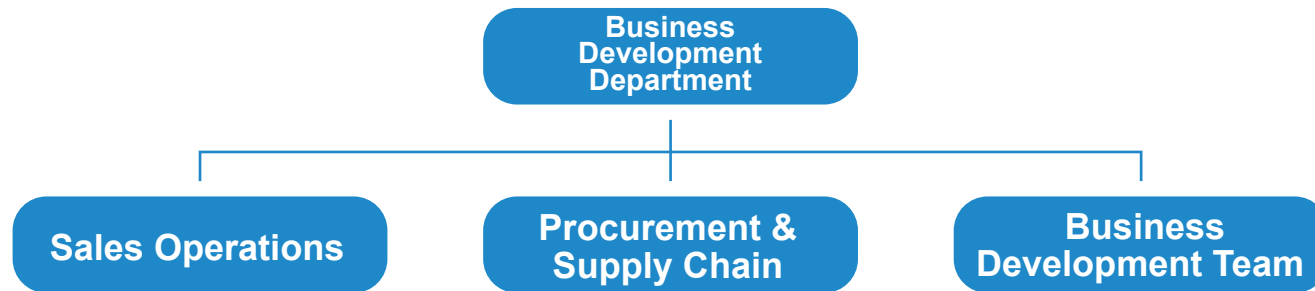 Business
Development
Department
Sales Operations
Procurement &
Supply Chain
Business
Development Team